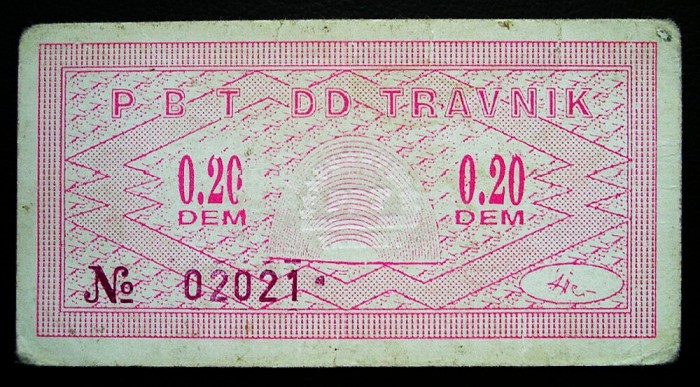 P B T DD TRAVNIK
0.20 0.20
DEM DEM
№ 02021